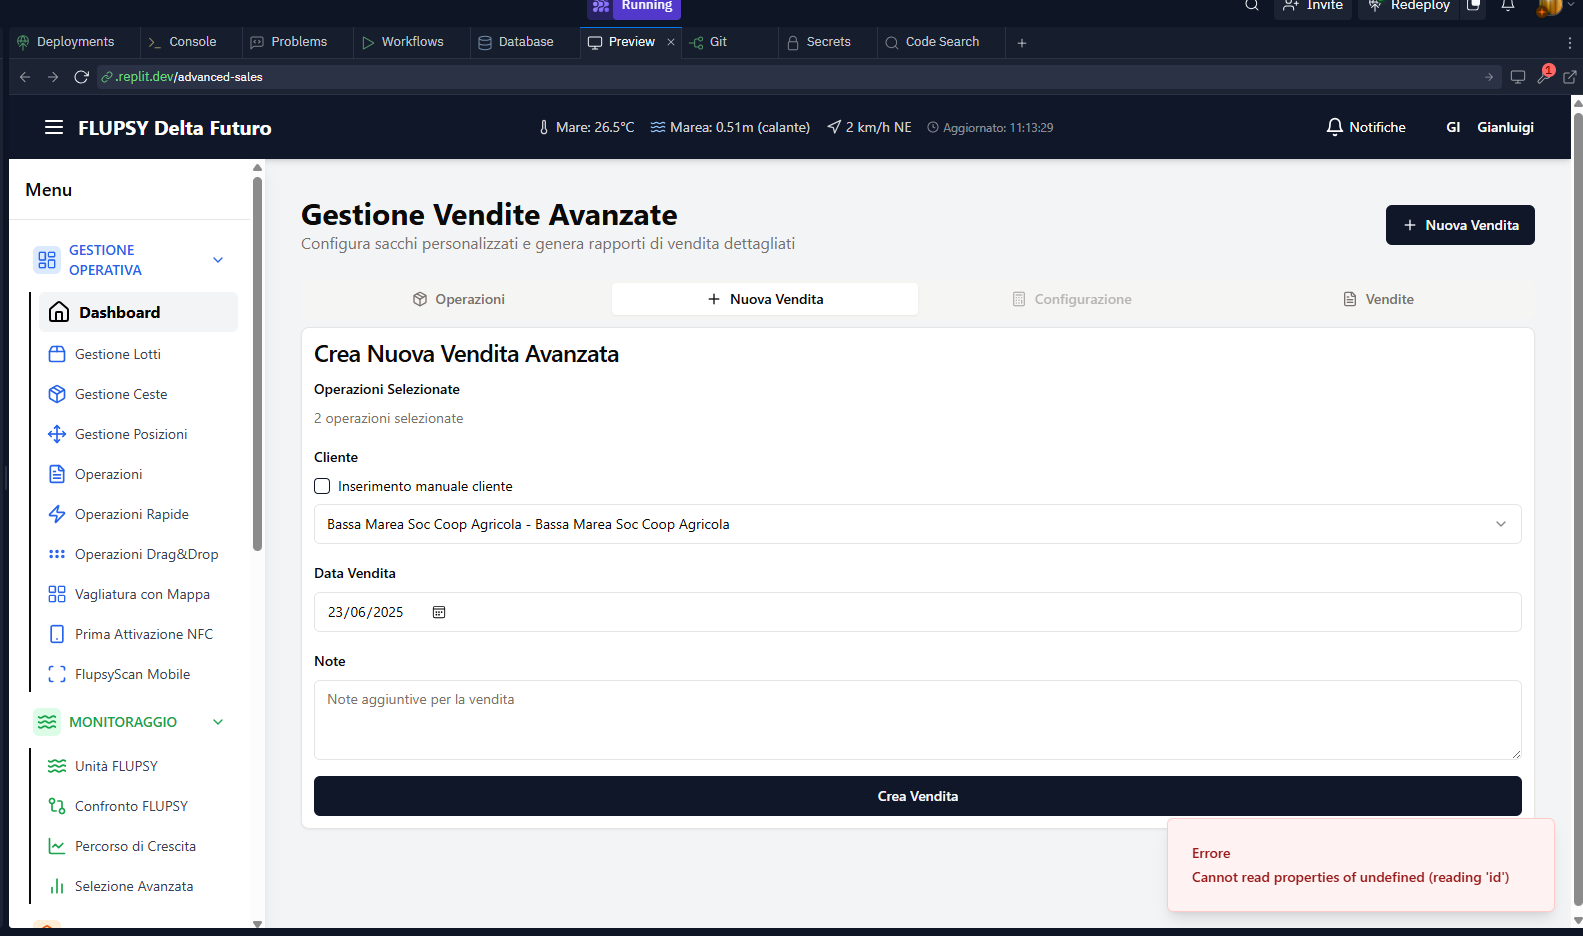 Running
Invite
Redeploy
Deployments
Console
Problems
Workflows
Database
Preview
Git
Secrets
Code Search
.replit.dev/advanced-sales
1
FLUPSY Delta Futuro
Mare: 26.5°C
Marea: 0.51m (calante)
2 km/h NE
Aggiornato: 11:13:29
Notifiche
GI
Gianluigi
Menu
GESTIONE
OPERATIVA
Dashboard
Gestione Lotti
Gestione Ceste
Gestione Posizioni
Operazioni
Operazioni Rapide
Operazioni Drag&Drop
Vagliatura con Mappa
Prima Attivazione NFC
FlupsyScan Mobile
MONITORAGGIO
Unità FLUPSY
Confronto FLUPSY
Percorso di Crescita
Selezione Avanzata
Gestione Vendite Avanzate
Configura sacchi personalizzati e genera rapporti di vendita dettagliati
Nuova Vendita
Operazioni
Nuova Vendita
Configurazione
Vendite
Crea Nuova Vendita Avanzata
Operazioni Selezionate
2 operazioni selezionate
Cliente
Inserimento manuale cliente
Bassa Marea Soc Coop Agricola - Bassa Marea Soc Coop Agricola
Data Vendita
23/06/2025
Note
Note aggiuntive per la vendita
Crea Vendita
Errore
Cannot read properties of undefined (reading 'id')